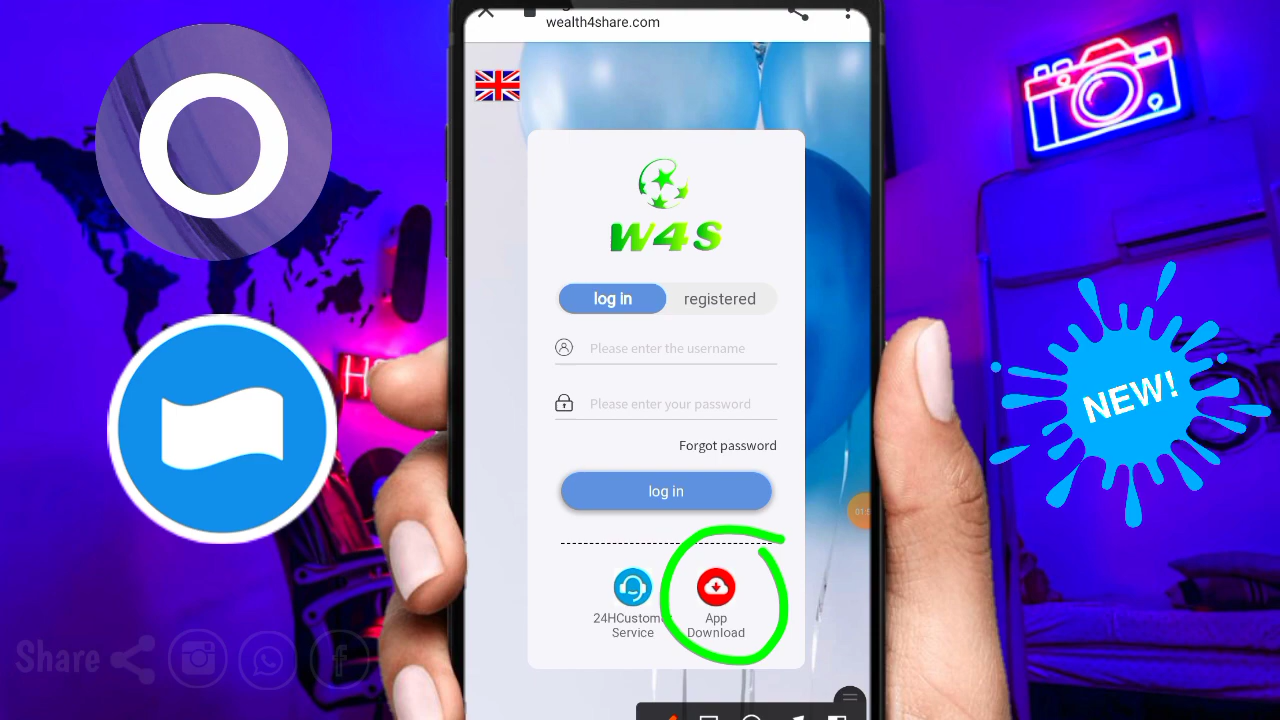 wealth4share.com
W4S
log in
registered
Please enter the username
Please enter your password
Forgot password
log in
24HCustom
Service
App
Download
NEW!
Share